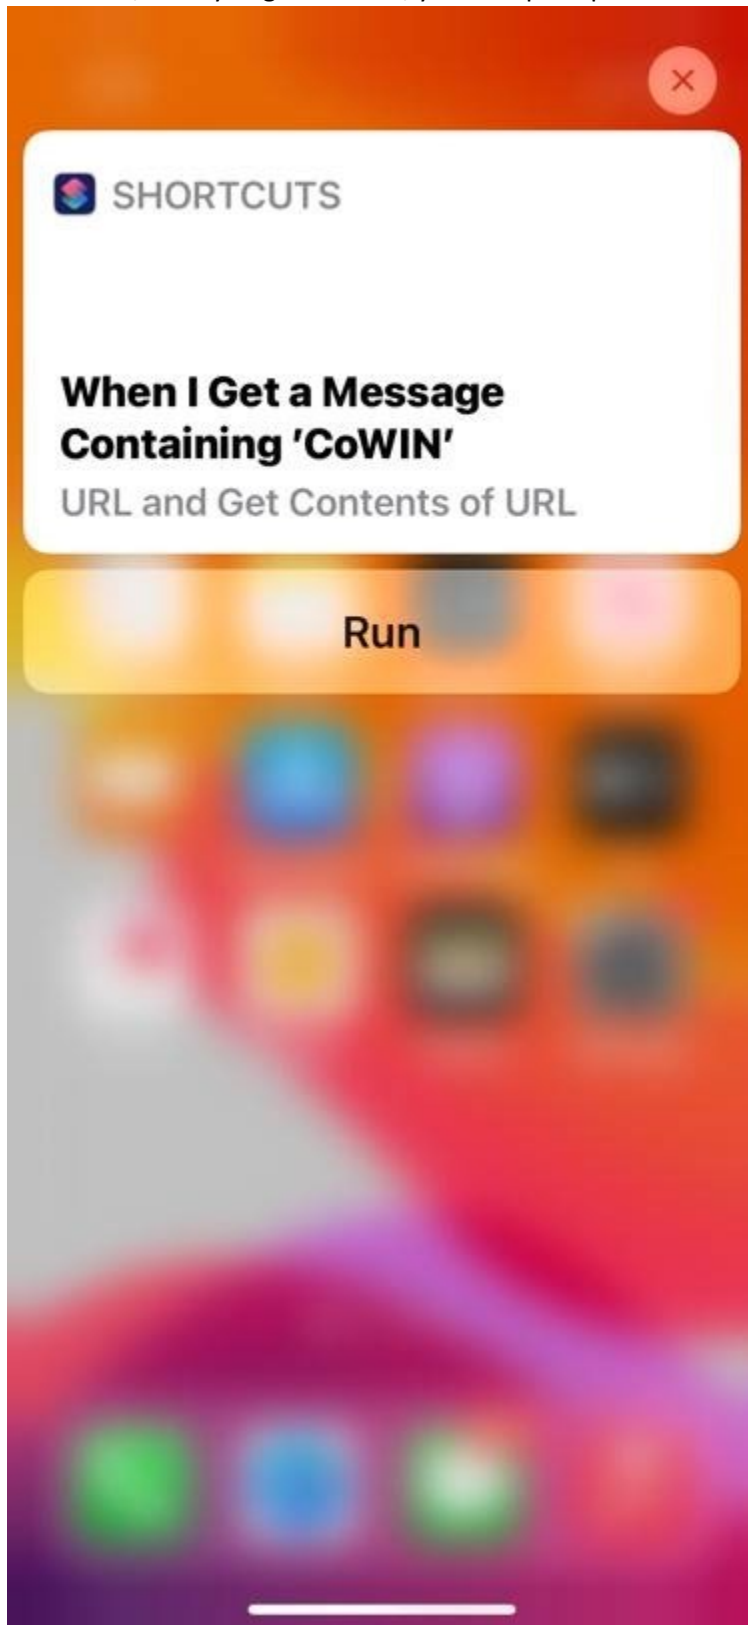 SHORTCUTS
When I Get a Message
Containing ’CoWIN’
URL and Get Contents of URL
Run